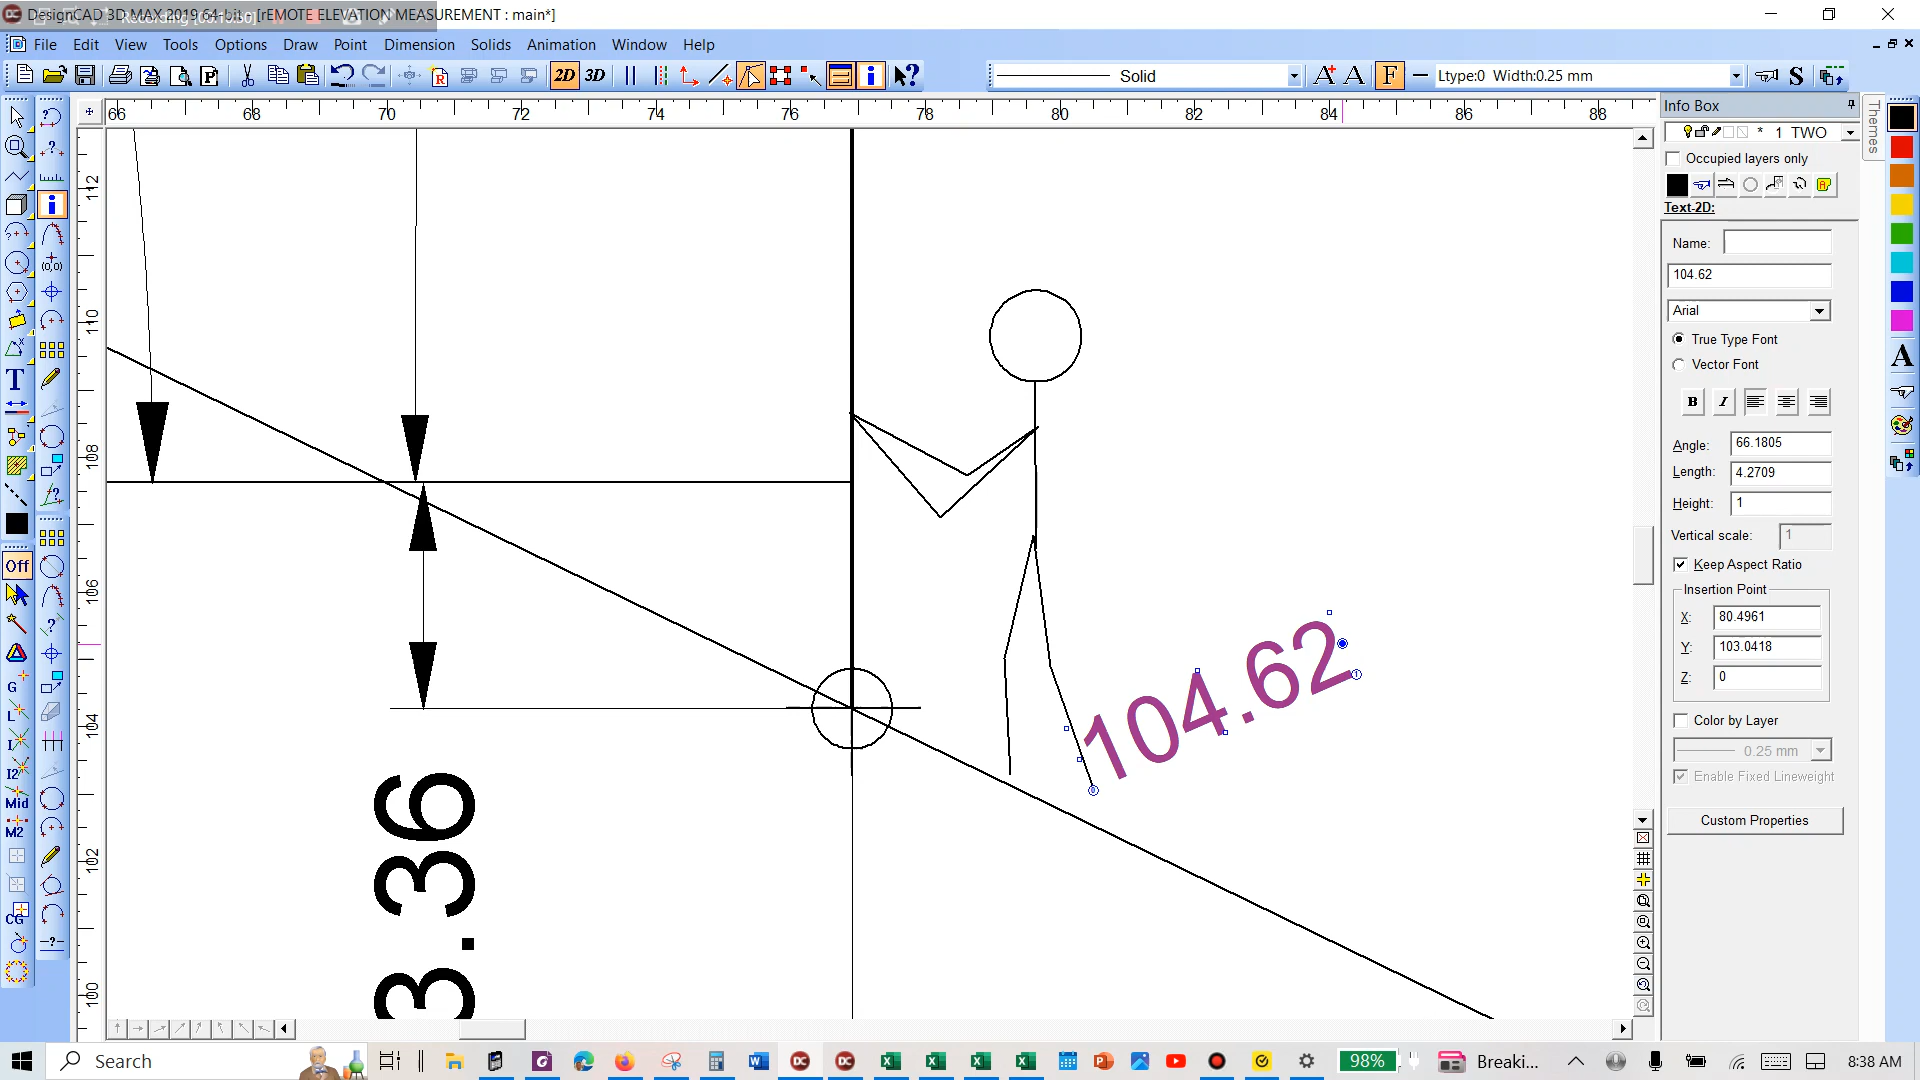 DesignCAD 3D MAX 2019 64-bit - [rEMOTE ELEVATION MEASUREMENT : main*]
File Edit View Tools Options Draw Point Dimension Solids Animation Window Help
2D 3D Solid F Ltype:0 Width:0.25 mm S
66 68 70 72 74 76 78 80 82 84 86 88
Info Box
Themes
* 1 TWO
Occupied layers only
Text-2D:
Name:
104.62
Arial
True Type Font
Vector Font
B I
Angle: 66.1805
Length: 4.2709
Height: 1
Vertical scale: 1
Keep Aspect Ratio
Insertion Point
X: 80.4961
Y: 103.0418
Z: 0
Color by Layer
0.25 mm
Enable Fixed Lineweight
Custom Properties
112
110
108
106
104
102
100
(0,0)
T
Off
G
L
I
I2
Mid
M2
CG
104.62
3.36
Search
98%
Breaki...
8:38 AM